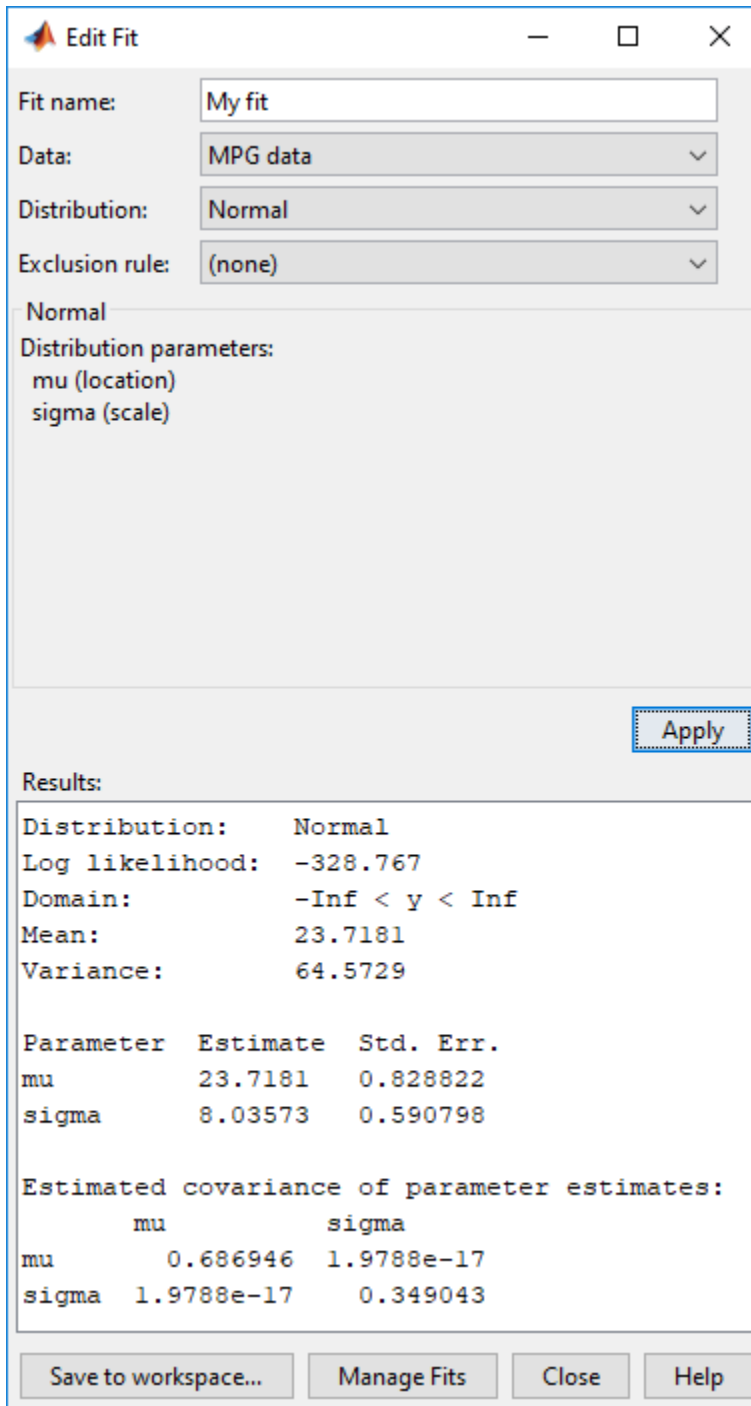 Edit Fit
Fit name: My fit
Data: MPG data
Distribution: Normal
Exclusion rule: (none)
Normal
Distribution parameters:
mu (location)
sigma (scale)
Apply
Results:
Distribution: Normal
Log likelihood: -328.767
Domain: -Inf < y < Inf
Mean: 23.7181
Variance: 64.5729
Parameter Estimate Std. Err.
mu 23.7181 0.828822
sigma 8.03573 0.590798
Estimated covariance of parameter estimates:
mu sigma
mu 0.686946 1.9788e-17
sigma 1.9788e-17 0.349043
Save to workspace... Manage Fits Close Help